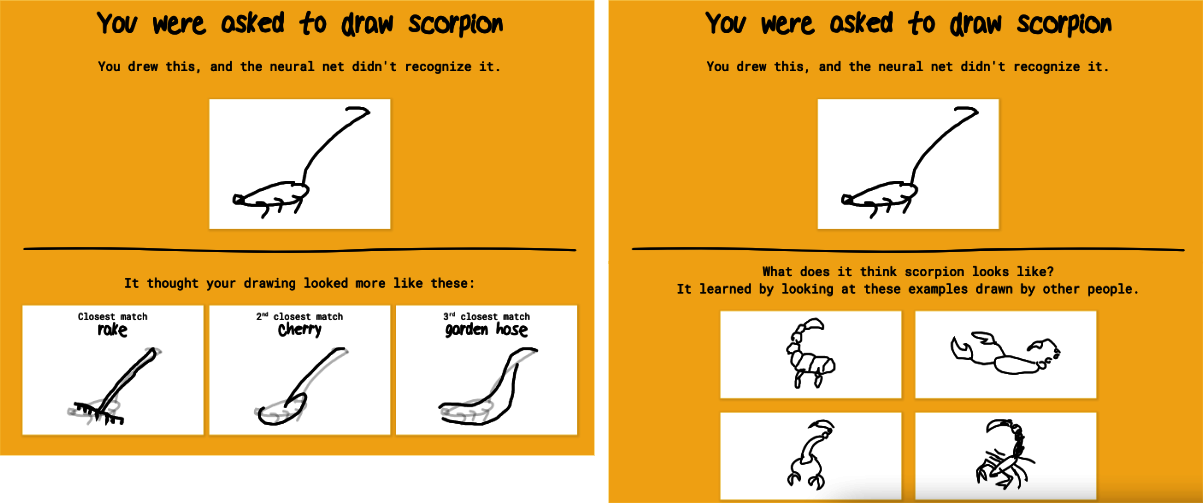 You were asked to draw scorpion
You drew this, and the neural net didn't recognize it.
It thought your drawing looked more like these:
Closest match
rake
2nd closest match
cherry
3rd closest match
garden hose
You were asked to draw scorpion
You drew this, and the neural net didn't recognize it.
What does it think scorpion looks like?
It learned by looking at these examples drawn by other people.